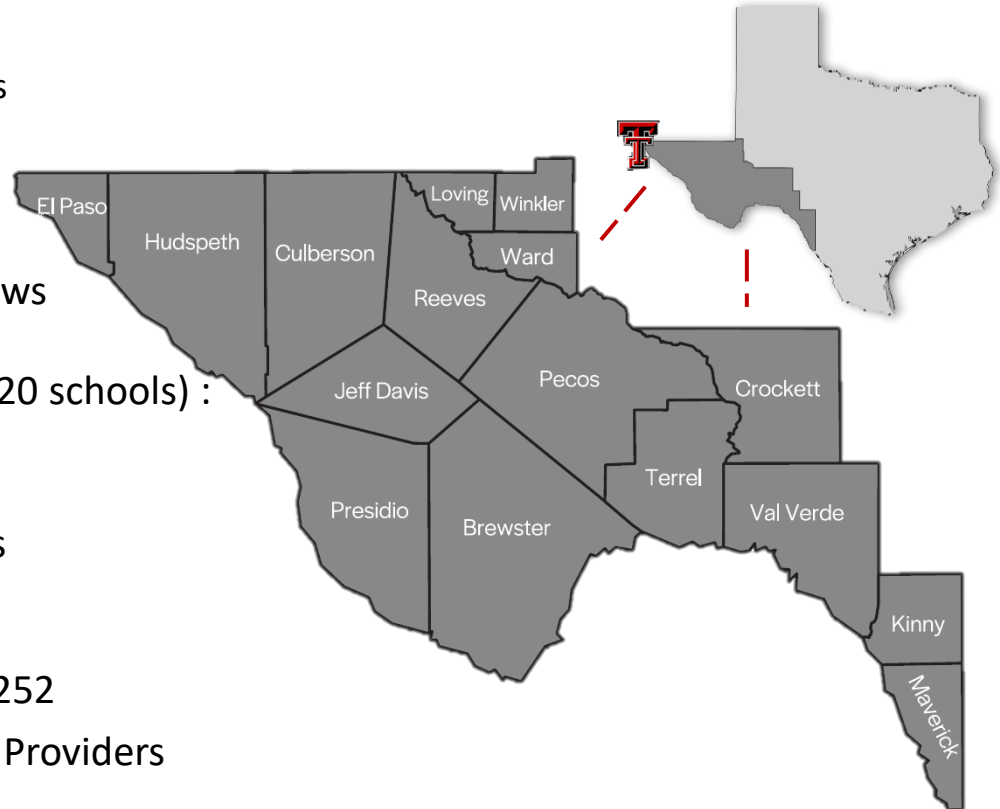 s
El Paso
Hudspeth
Culberson
Loving
Winkler
Ward
Reeves
ws
20 schools) :
Jeff Davis
Pecos
Crockett
Presidio
Brewster
Terrel
Val Verde
s
Kinny
252
Maverick
Providers